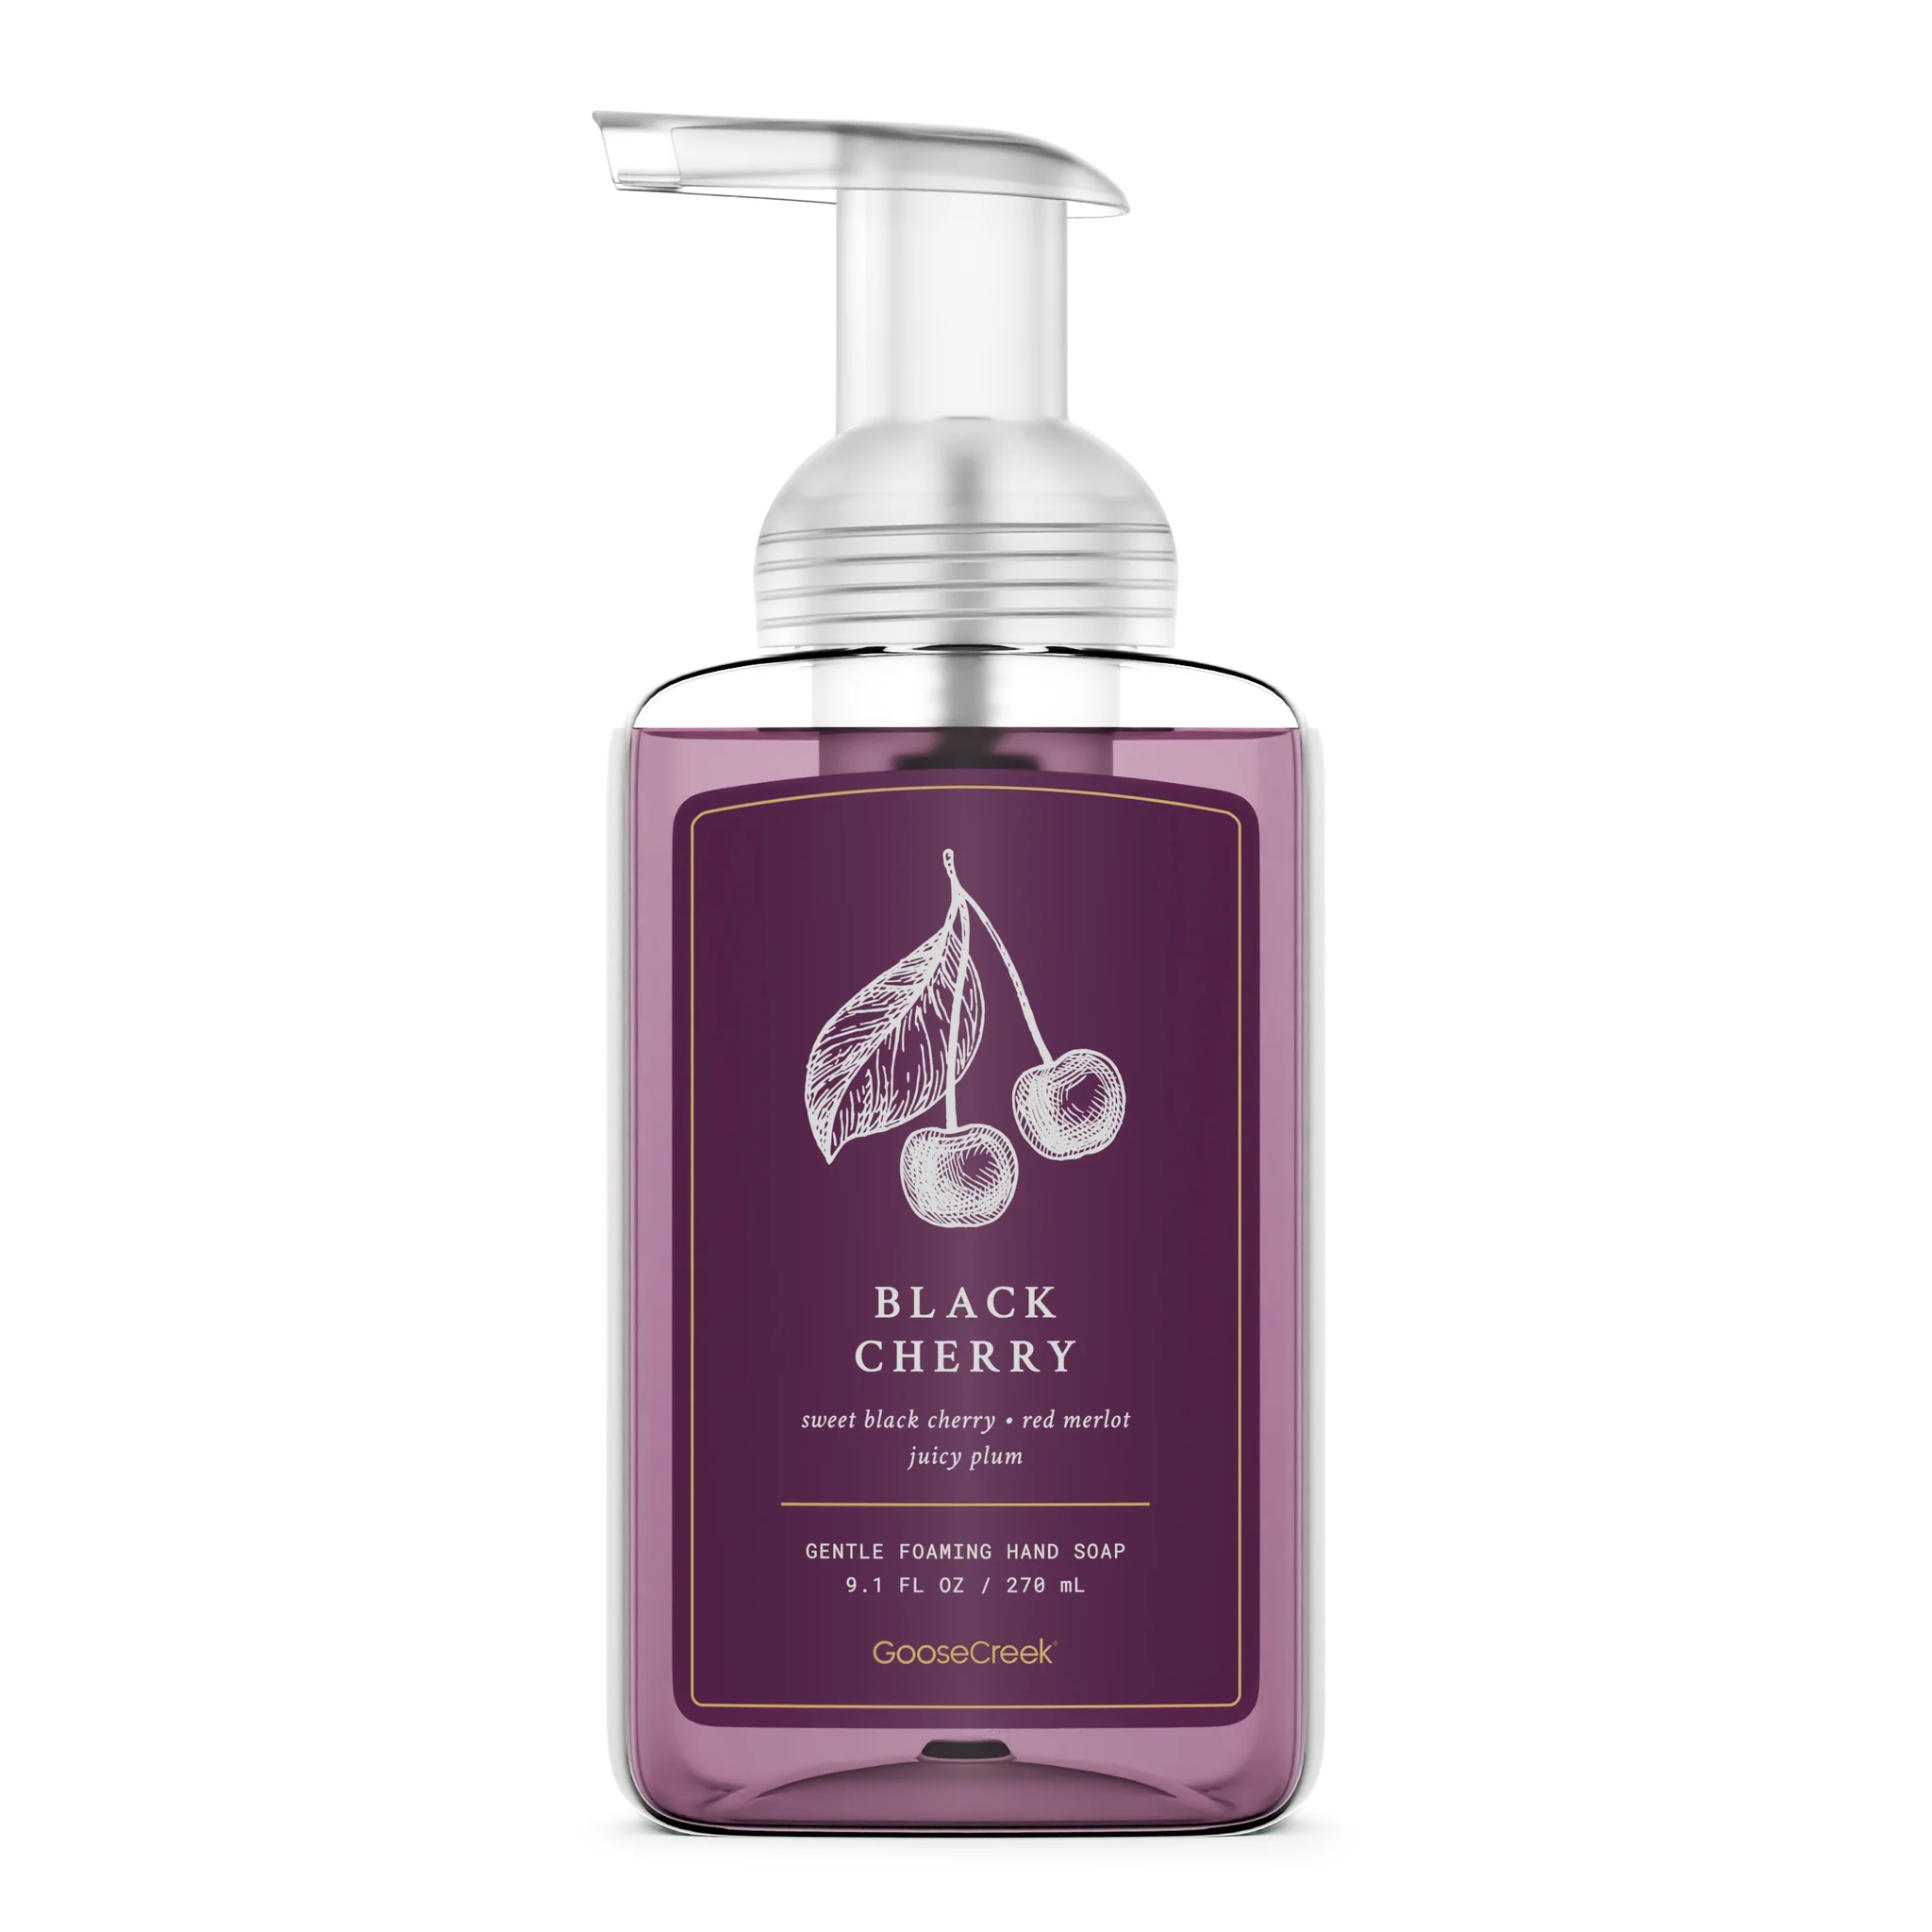 BLACK
CHERRY
sweet black cherry • red merlot
juicy plum
GENTLE FOAMING HAND SOAP
9.1 FL OZ / 270 mL
GooseCreek®